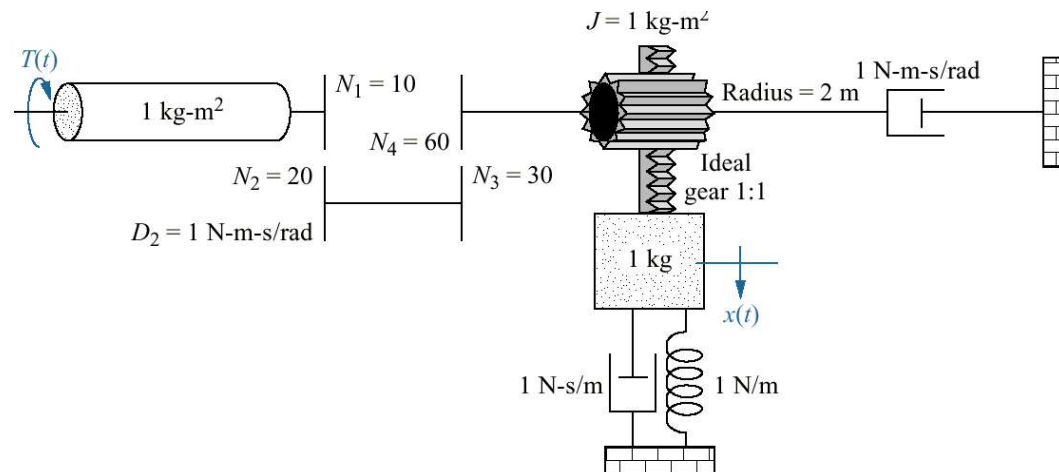 J = 1 kg-m²
T(t)
1 kg-m²
N₁ = 10
N₄ = 60
Radius = 2 m
1 N-m-s/rad
N₂ = 20
N₃ = 30
Ideal
gear 1:1
D₂ = 1 N-m-s/rad
1 kg
x(t)
1 N-s/m
1 N/m